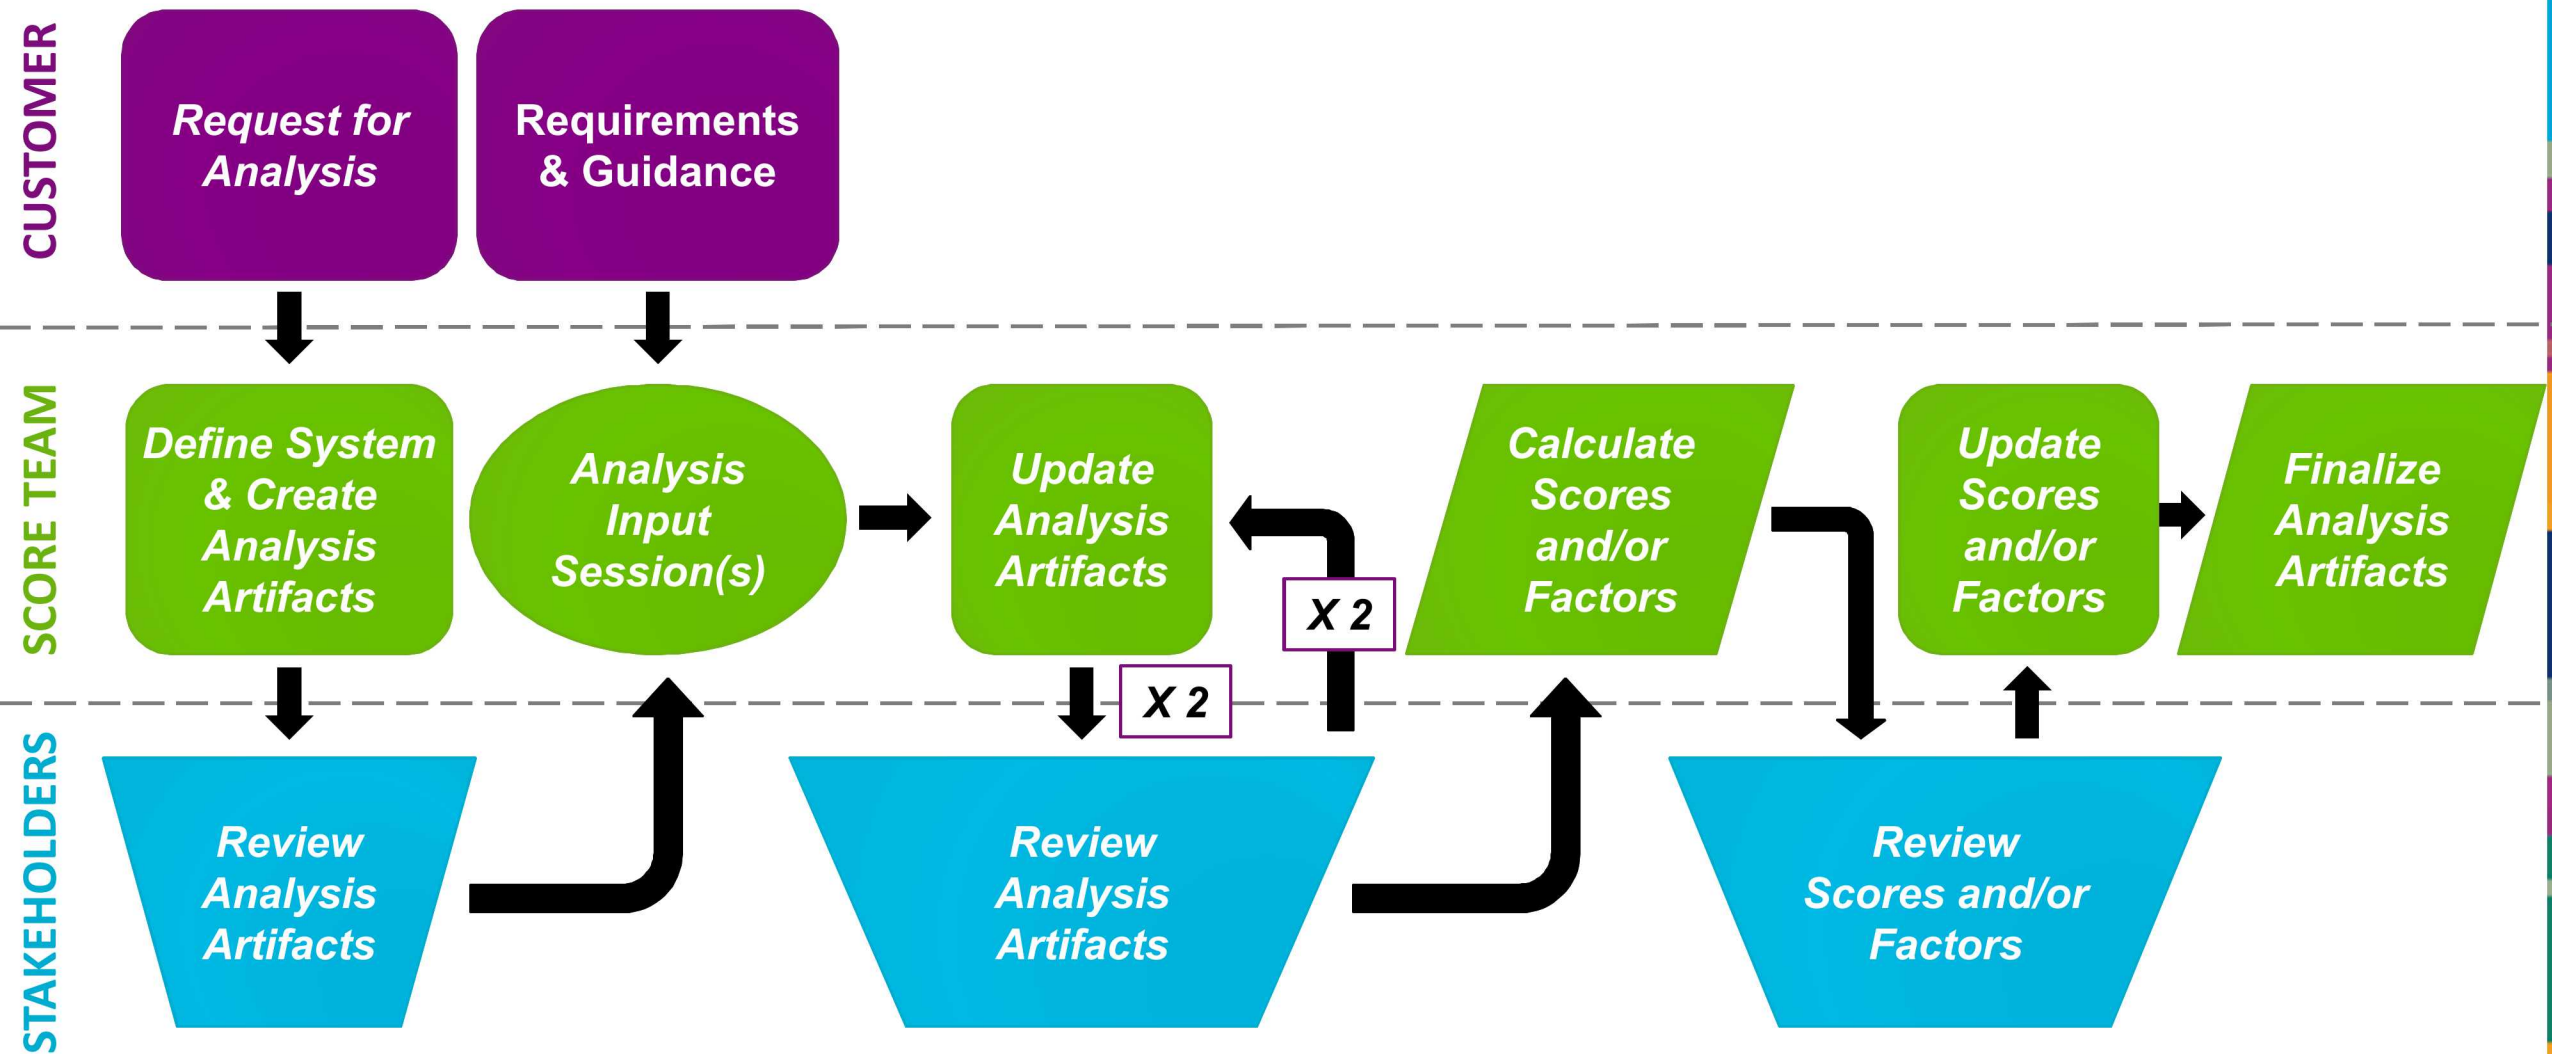 CUSTOMER
Request for
Analysis
Requirements
& Guidance
SCORE TEAM
Define System
& Create
Analysis
Artifacts
Analysis
Input
Session(s)
Update
Analysis
Artifacts
X 2
X 2
Calculate
Scores
and/or
Factors
Update
Scores
and/or
Factors
Finalize
Analysis
Artifacts
STAKEHOLDERS
Review
Analysis
Artifacts
Review
Analysis
Artifacts
Review
Scores and/or
Factors